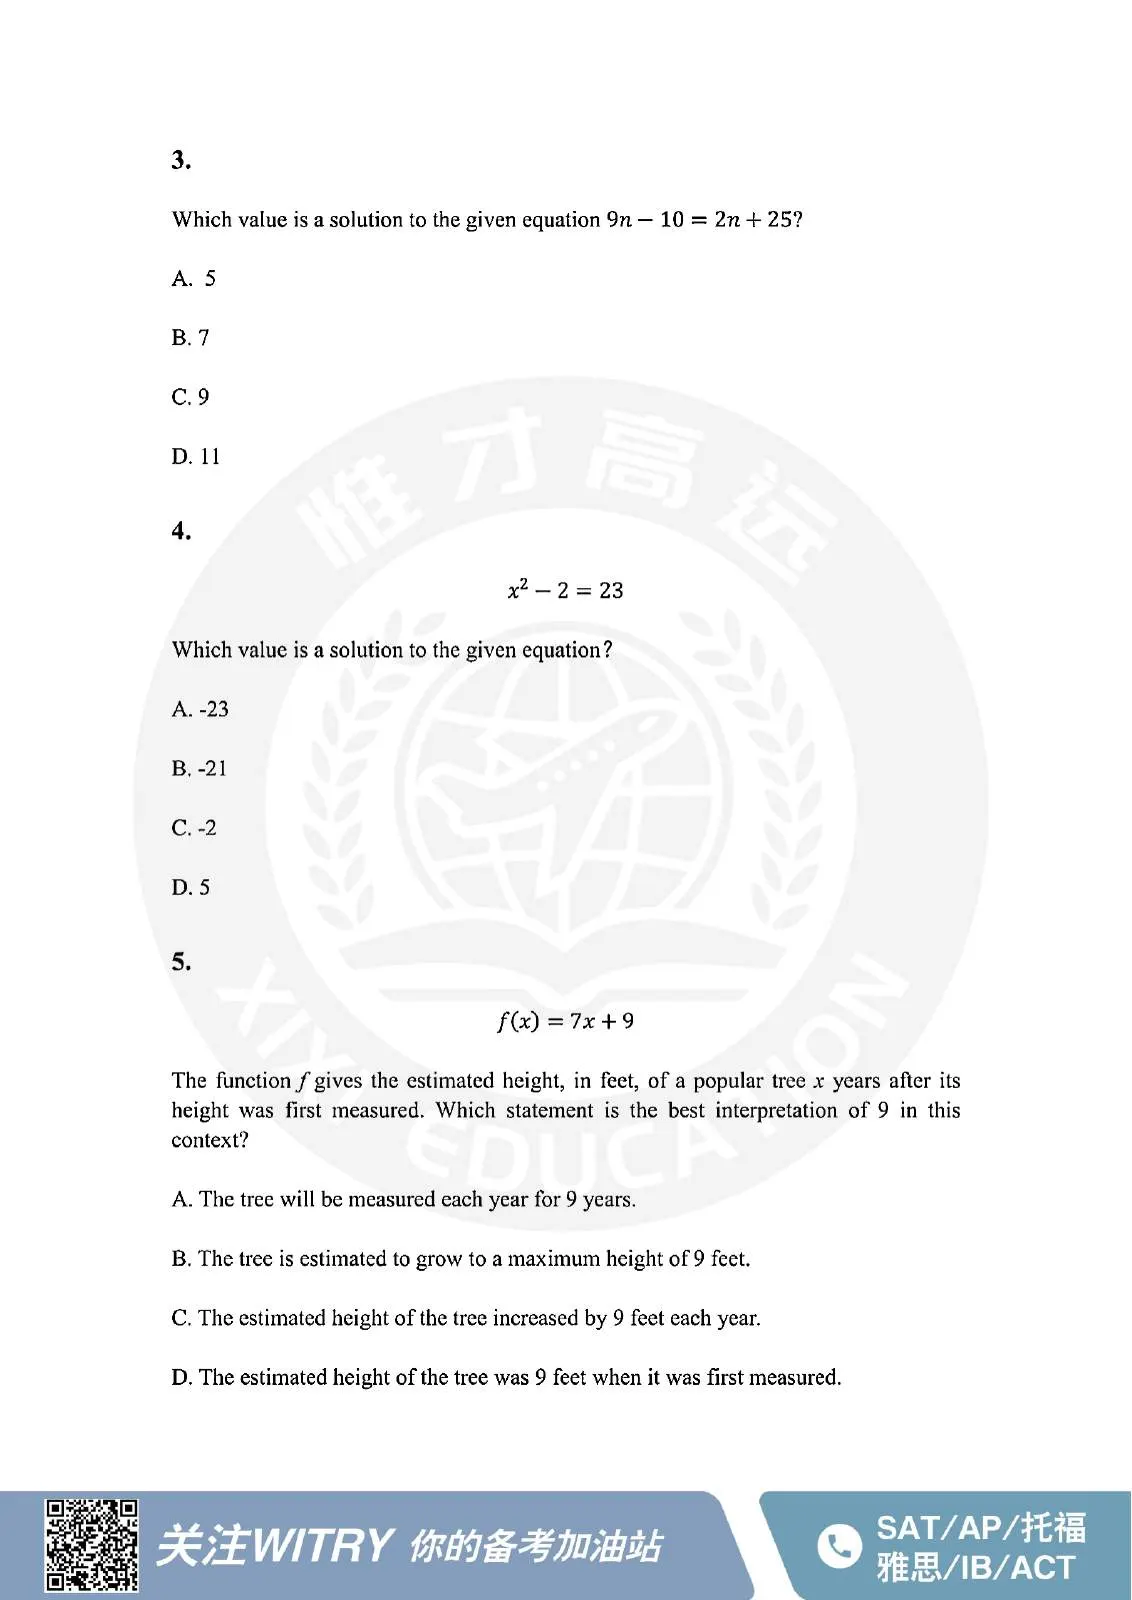 3.
Which value is a solution to the given equation 9n − 10 = 2n + 25?
A. 5
B. 7
C. 9
D. 11
4.
x² − 2 = 23
Which value is a solution to the given equation?
A. -23
B. -21
C. -2
D. 5
5.
f(x) = 7x + 9
The function f gives the estimated height, in feet, of a popular tree x years after its
height was first measured. Which statement is the best interpretation of 9 in this
context?
A. The tree will be measured each year for 9 years.
B. The tree is estimated to grow to a maximum height of 9 feet.
C. The estimated height of the tree increased by 9 feet each year.
D. The estimated height of the tree was 9 feet when it was first measured.
惟才高远
XIYI EDUCATION
关注WITRY 你的备考加油站
SAT/AP/托福
雅思/IB/ACT